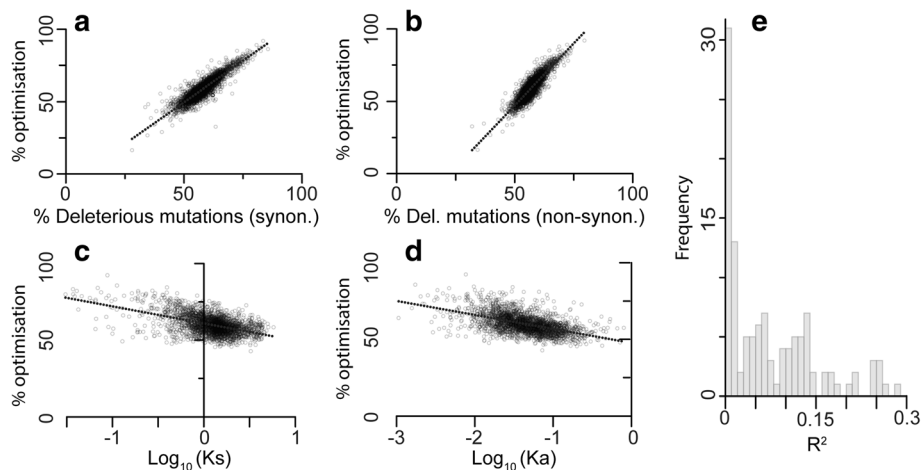 a
% optimisation
100
50
0
0
50
100
% Deleterious mutations (synon.)
b
% optimisation
100
50
0
0
50
100
% Del. mutations (non-synon.)
c
% optimisation
100
50
0
-1
0
1
Log10 (Ks)
d
% optimisation
100
50
0
-3
-2
-1
0
Log10 (Ka)
e
Frequency
30
15
0
0
0.15
0.3
R²